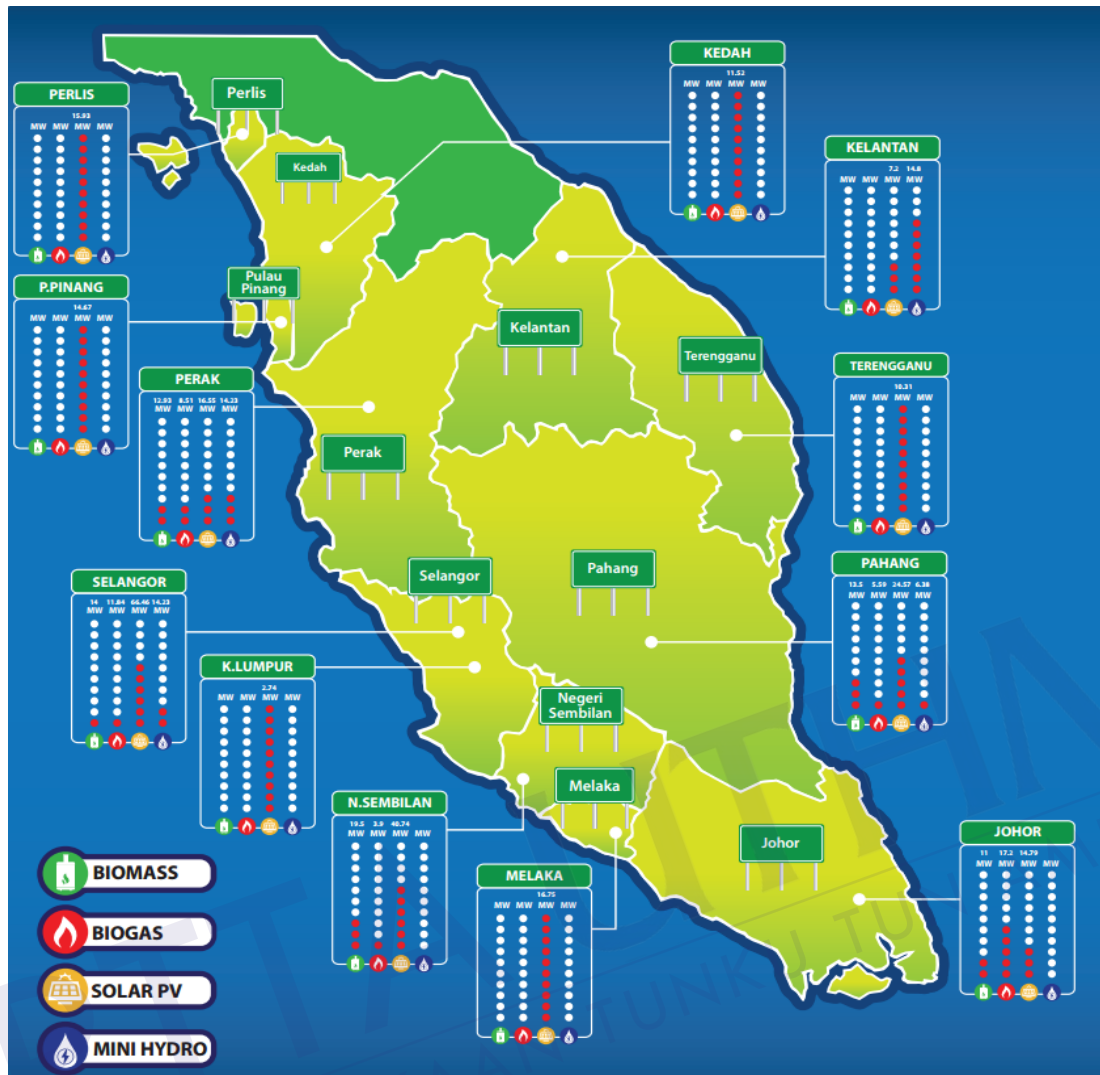 KEDAH
11.52
MW MW MW MW
PERLIS
15.93
MW MW MW MW
Perlis
Kedah
KELANTAN
7.2 14.8
MW MW MW MW
P.PINANG
14.67
MW MW MW MW
Pulau
Pinang
Kelantan
Terengganu
TERENGGANU
MW MW MW MW
PERAK
12.93 8.51 16.55 14.23
MW MW MW MW
Perak
Selangor
Pahang
PAHANG
13.5 5.59 24.57 6.38
MW MW MW MW
SELANGOR
14 11.84 66.46 14.23
MW MW MW MW
K.LUMPUR
2.74
MW MW MW MW
Negeri
Sembilan
Melaka
N.SEMBILAN
19.5 3.9 40.74
MW MW MW MW
Johor
JOHOR
11 17.2 14.79
MW MW MW MW
MELAKA
16.75
MW MW MW MW
BIOMASS
BIOGAS
SOLAR PV
MINI HYDRO